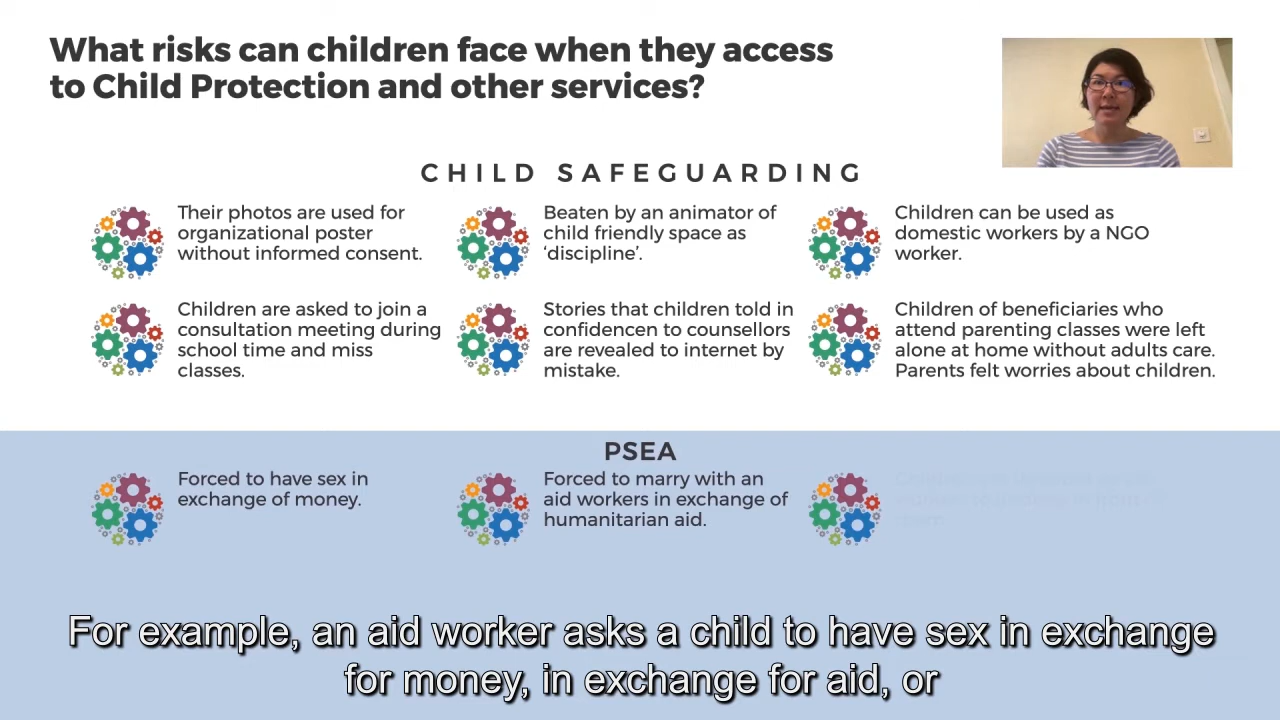 What risks can children face when they access
to Child Protection and other services?
CHILD SAFEGUARDING
Their photos are used for
organizational poster
without informed consent.
Beaten by an animator of
child friendly space as
‘discipline’.
Children can be used as
domestic workers by a NGO
worker.
Children are asked to join a
consultation meeting during
school time and miss
classes.
Stories that children told in
confidencen to counsellors
are revealed to internet by
mistake.
Children of beneficiaries who
attend parenting classes were left
alone at home without adults care.
Parents felt worries about children.
PSEA
Forced to have sex in
exchange of money.
Forced to marry with an
aid workers in exchange of
humanitarian aid.
For example, an aid worker asks a child to have sex in exchange
for money, in exchange for aid, or